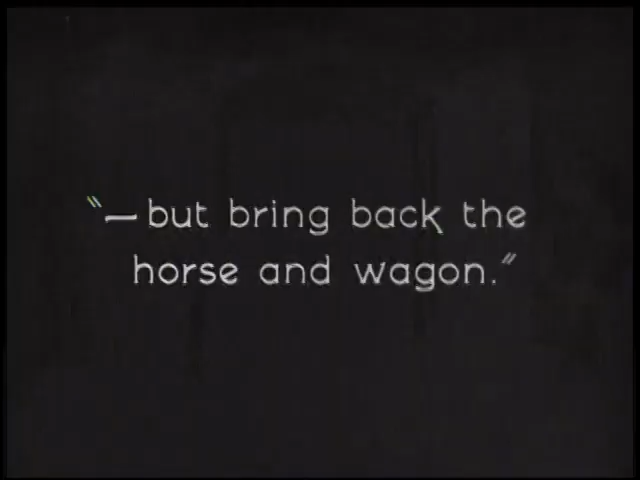 “—but bring back the
horse and wagon.”